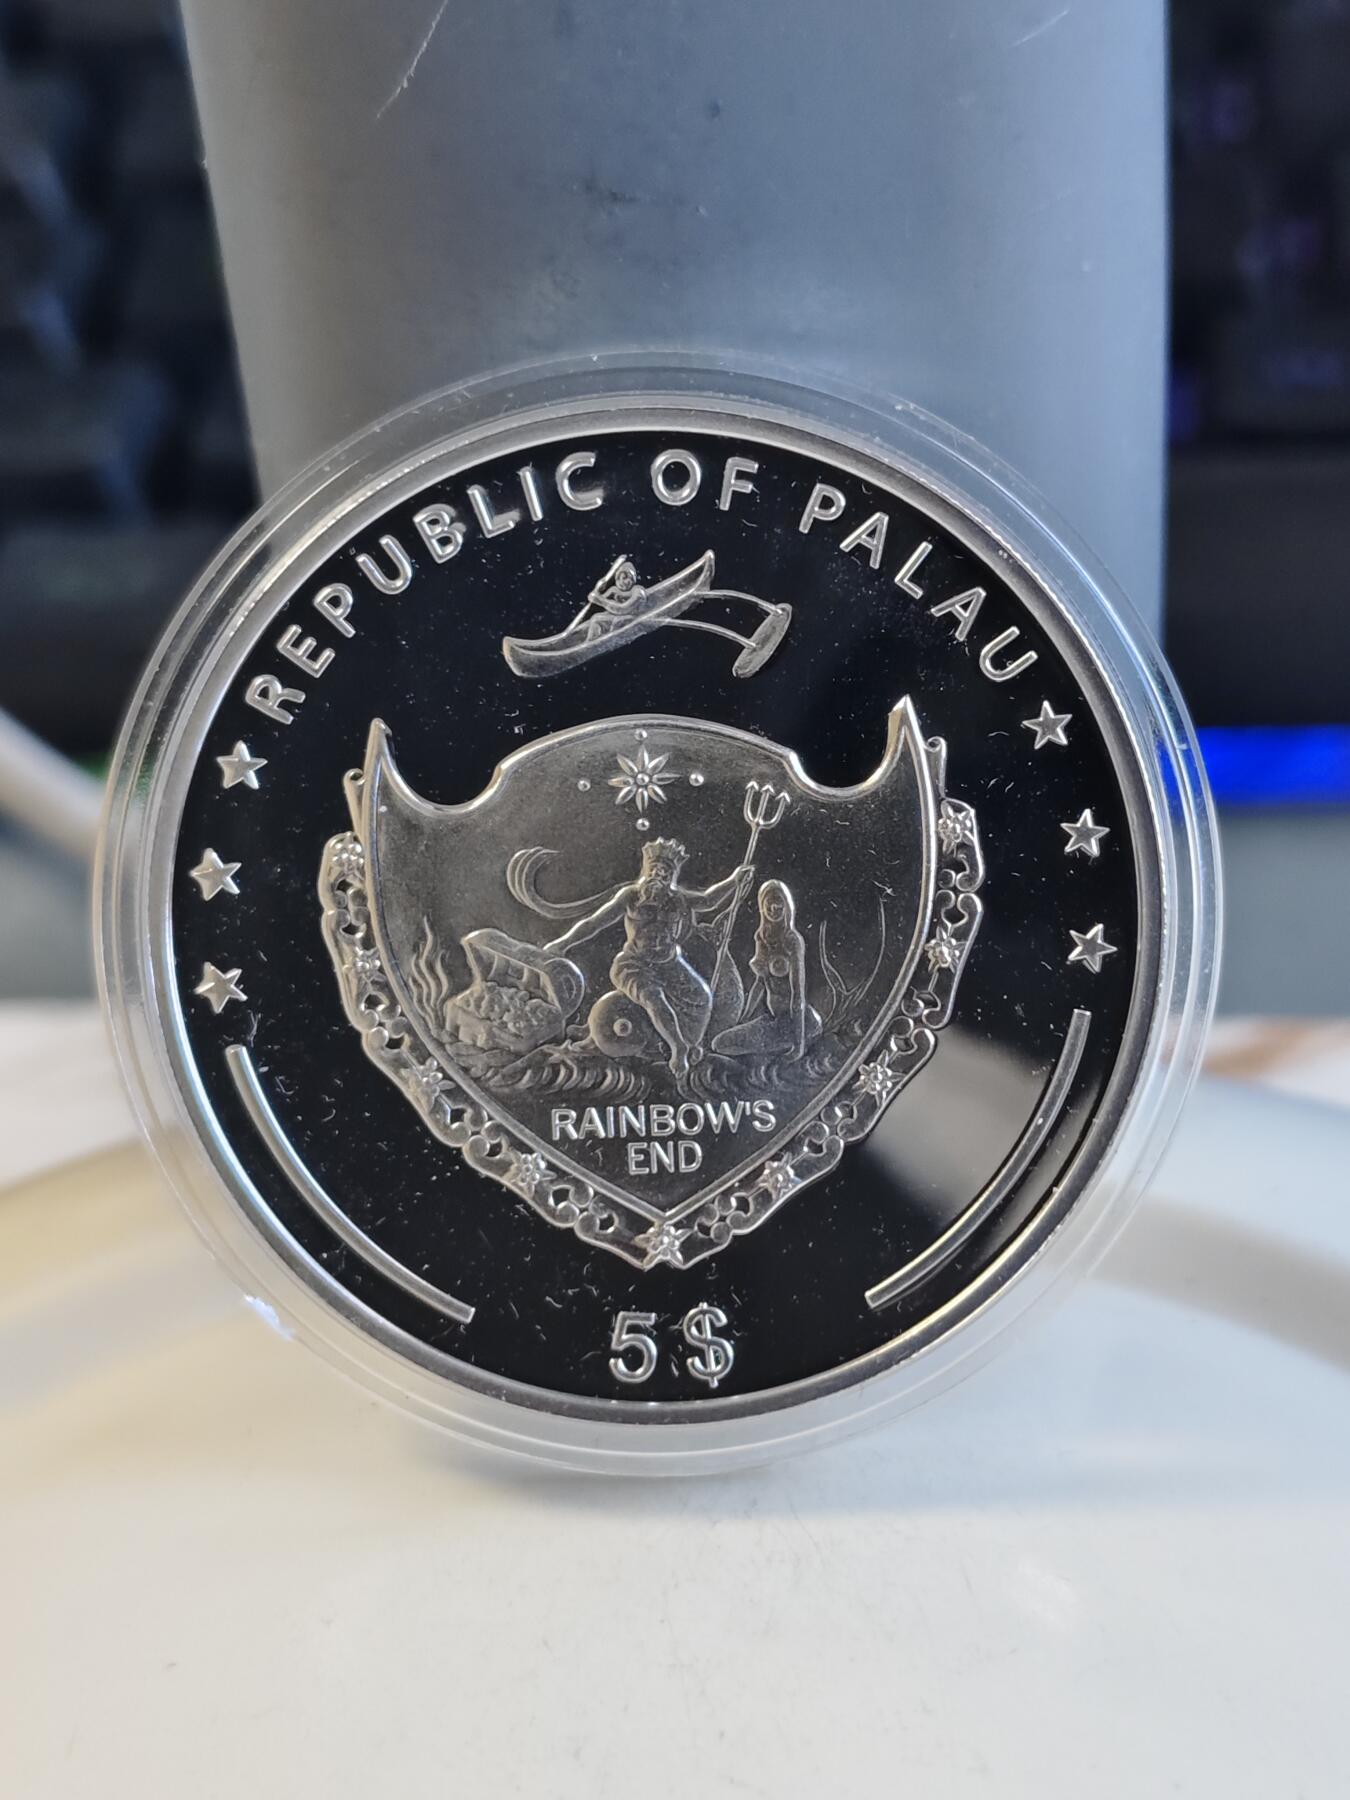 REPUBLIC OF PALAU
RAINBOW'S
END
5$